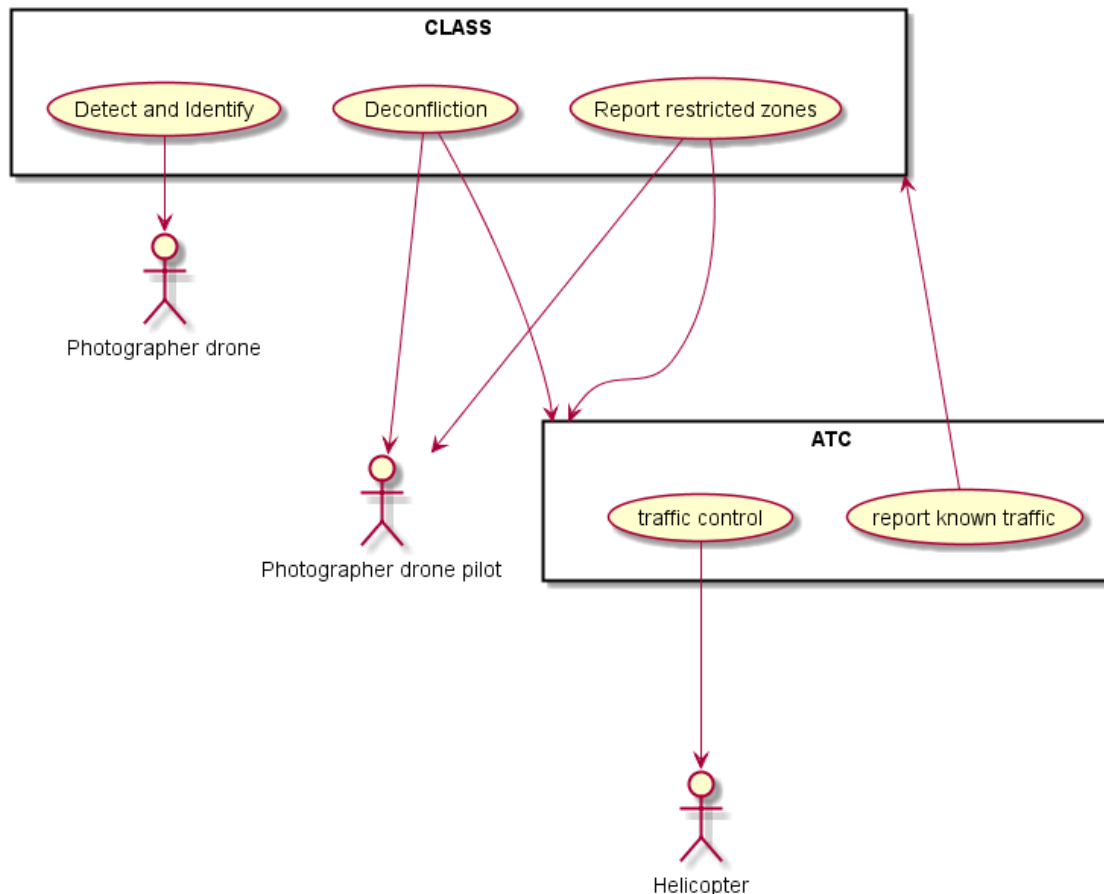 CLASS
Detect and Identify
Deconfliction
Report restricted zones
Photographer drone
ATC
traffic control
report known traffic
Photographer drone pilot
Helicopter